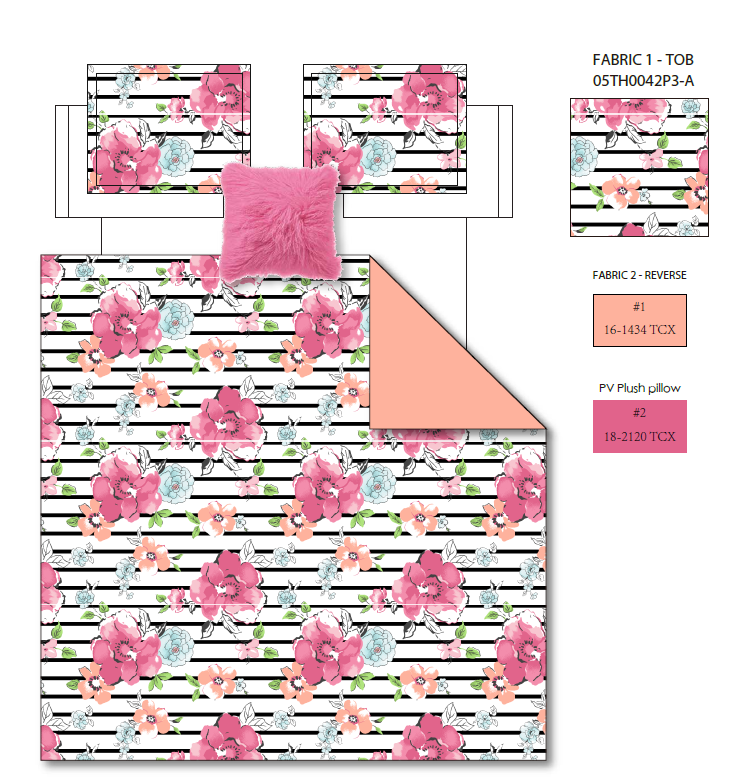 FABRIC 1 - TOB
05TH0042P3-A
FABRIC 2 - REVERSE
#1
16-1434 TCX
PV Plush pillow
#2
18-2120 TCX